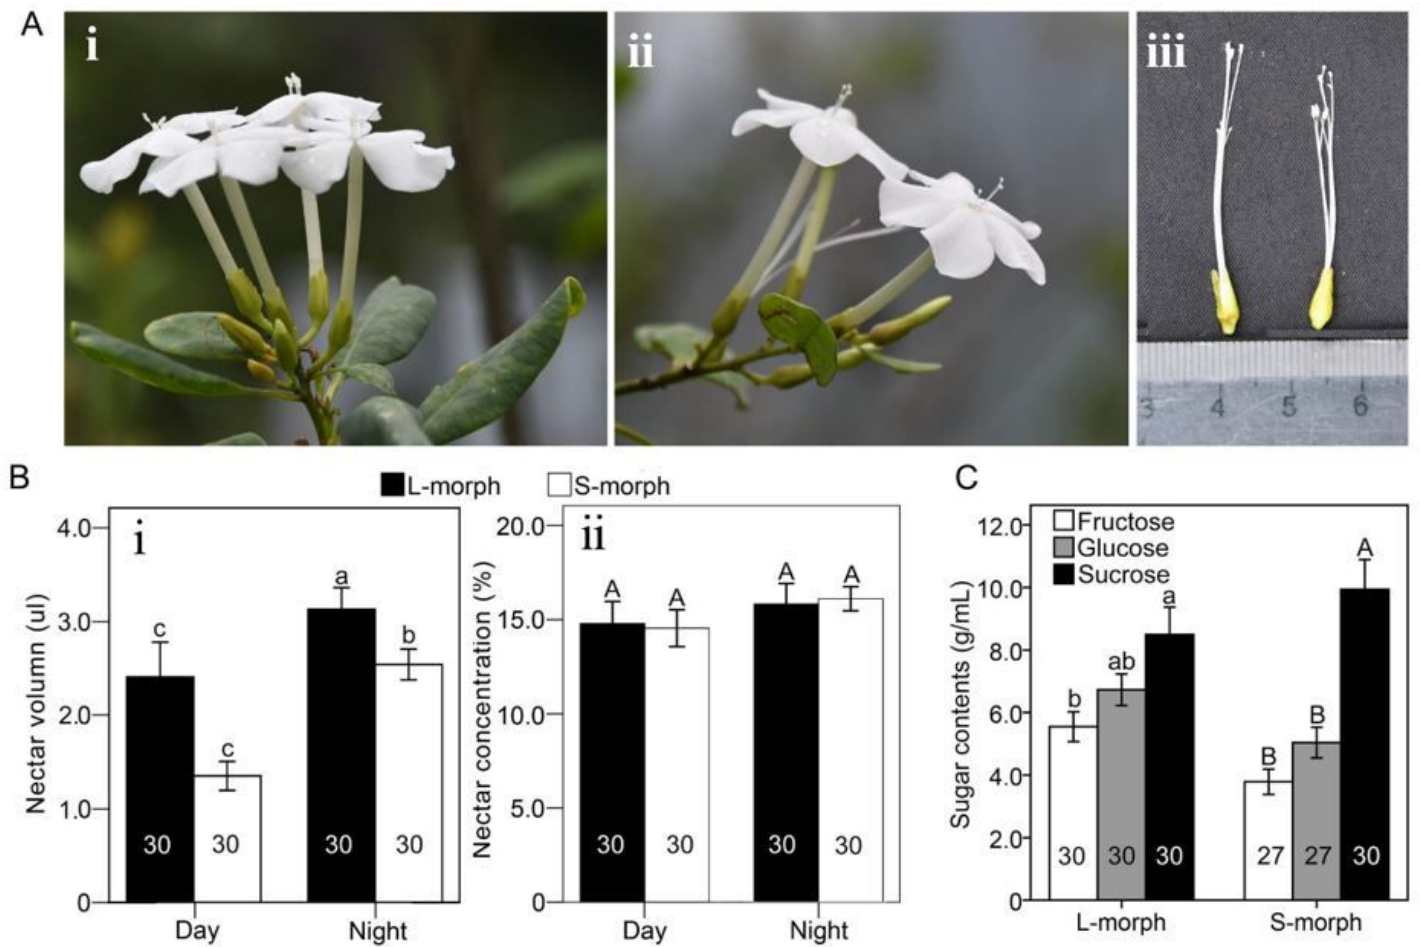 A
i
ii
iii
3 4 5 6
B
L-morph
S-morph
C
i
Nectar volumn (ul)
4.0
3.0
2.0
1.0
0
c
c
a
b
30
30
30
30
Day
Night
ii
Nectar concentration (%)
20.0
15.0
10.0
5.0
0
A
A
A
A
30
30
30
30
Day
Night
Fructose
Glucose
Sucrose
Sugar contents (g/mL)
12.0
10.0
8.0
6.0
4.0
2.0
0
b
ab
a
B
B
A
30
30
30
27
27
30
L-morph
S-morph